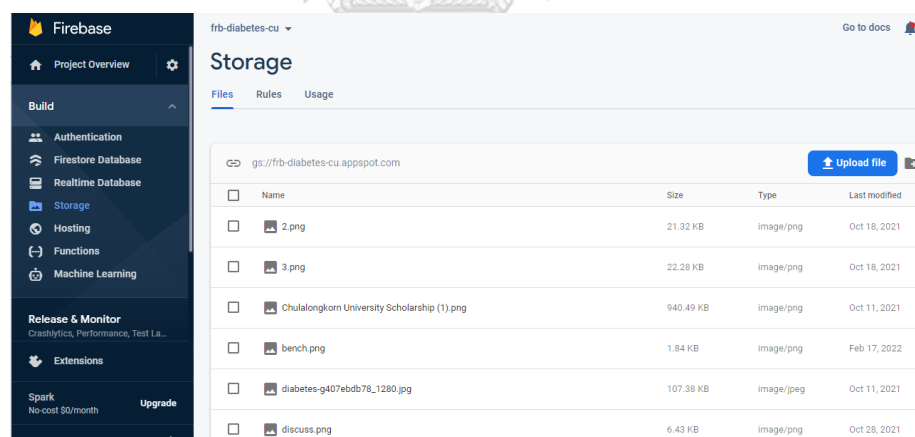 Firebase
frb-diabetes-cu
Go to docs
Project Overview
Storage
Files Rules Usage
Build
Authentication
Firestore Database
Realtime Database
Storage
Hosting
Functions
Machine Learning
Release & Monitor
Crashlytics, Performance, Test La...
Extensions
Spark
No-cost $0/month
Upgrade
gs://frb-diabetes-cu.appspot.com
Upload file
Name Size Type Last modified
2.png 21.32 KB image/png Oct 18, 2021
3.png 22.28 KB image/png Oct 18, 2021
Chulalongkorn University Scholarship (1).png 940.49 KB image/png Oct 11, 2021
bench.png 1.84 KB image/png Feb 17, 2022
diabetes-g407ebdb78_1280.jpg 107.38 KB image/jpeg Oct 11, 2021
discuss.png 6.43 KB image/png Oct 28, 2021